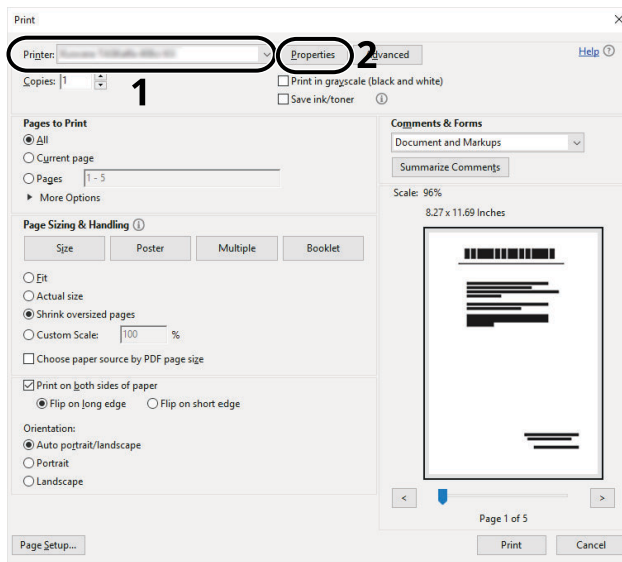 Print
Printer: Properties 2 dvanced Help
Copies: 1 1 Print in grayscale (black and white)
Save ink/toner
Pages to Print
All
Current page
Pages 1 - 5
More Options
Page Sizing & Handling
Size Poster Multiple Booklet
Fit
Actual size
Shrink oversized pages
Custom Scale: 100 %
Choose paper source by PDF page size
Print on both sides of paper
Flip on long edge Flip on short edge
Orientation:
Auto portrait/landscape
Portrait
Landscape
Comments & Forms
Document and Markups
Summarize Comments
Scale: 96%
8.27 x 11.69 Inches
< >
Page 1 of 5
Page Setup... Print Cancel